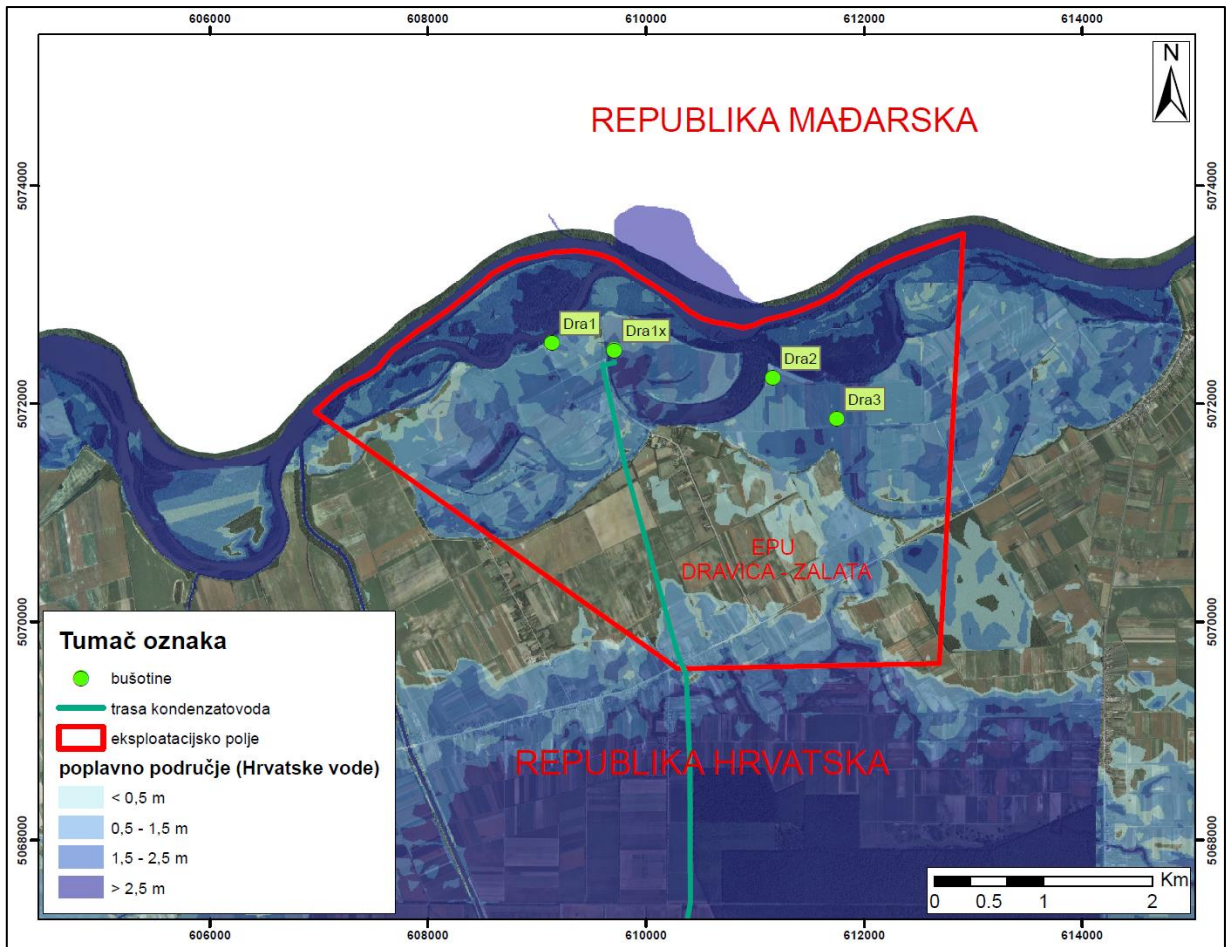 606000 608000 610000 612000 614000
N
REPUBLIKA MAĐARSKA
5074000 5074000
Dra1
Dra1x
Dra2
Dra3
5072000 5072000
EPU
DRAVICA - ZALATA
5070000 5070000
REPUBLIKA HRVATSKA
5068000 5068000
Tumač oznaka
bušotine
trasa kondenzatovoda
eksploatacijsko polje
poplavno područje (Hrvatske vode)
< 0,5 m
0,5 - 1,5 m
1,5 - 2,5 m
> 2,5 m
Km
0 0.5 1 2
606000 608000 610000 612000 614000